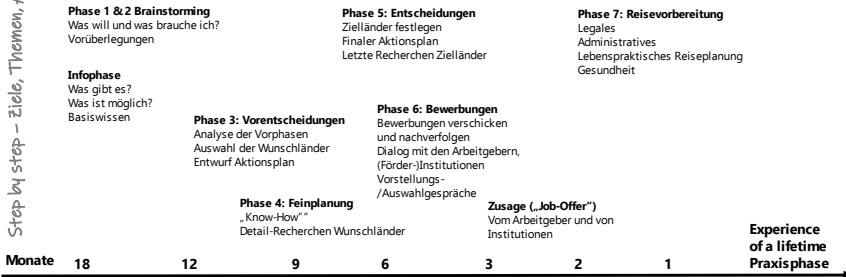 Step by step – Ziele, Themen,
Phase 1 & 2 Brainstorming
Was will und was brauche ich?
Vorüberlegungen
Infophase
Was gibt es?
Was ist möglich?
Basiswissen
Phase 3: Vorentscheidungen
Analyse der Vorphasen
Auswahl der Wunschländer
Entwurf Aktionsplan
Phase 4: Feinplanung
„Know-How““
Detail-Recherchen Wunschländer
Phase 5: Entscheidungen
Zielländer festlegen
Finaler Aktionsplan
Letzte Recherchen Zielländer
Phase 6: Bewerbungen
Bewerbungen verschicken
und nachverfolgen
Dialog mit den Arbeitgebern,
(Förder-)Institutionen
Vorstellungs-
/Auswahlgespräche
Zusage („Job-Offer“)
Vom Arbeitgeber und von
Institutionen
Phase 7: Reisevorbereitung
Legales
Administratives
Lebenspraktisches Reiseplanung
Gesundheit
Experience
of a lifetime
Praxisphase
Monate 18 12 9 6 3 2 1